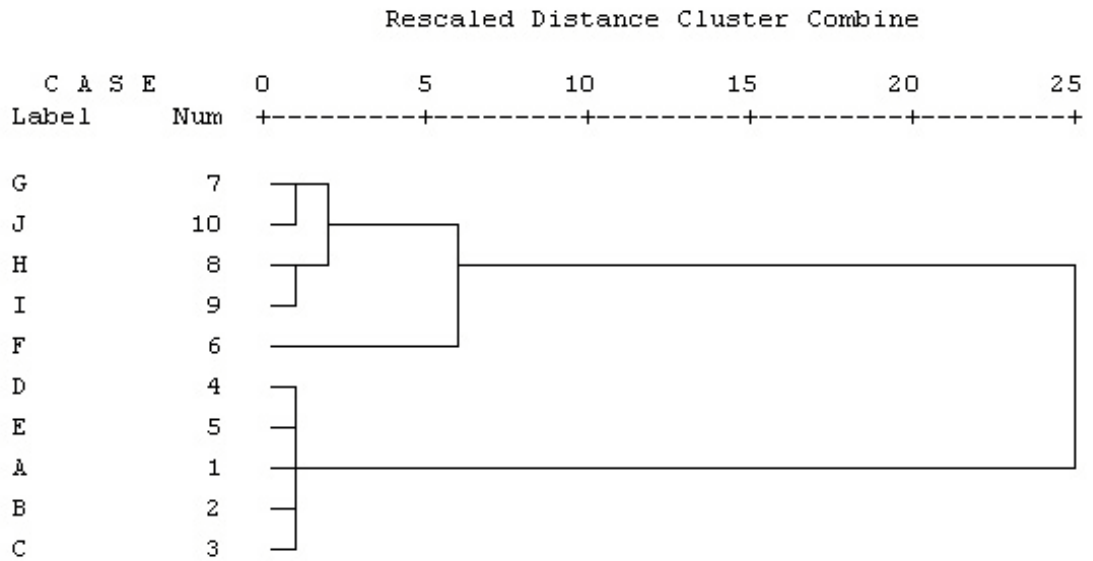 Rescaled Distance Cluster Combine
C A S E 0 5 10 15 20 25
Label Num +---------+---------+---------+---------+---------+
G 7
J 10
H 8
I 9
F 6
D 4
E 5
A 1
B 2
C 3